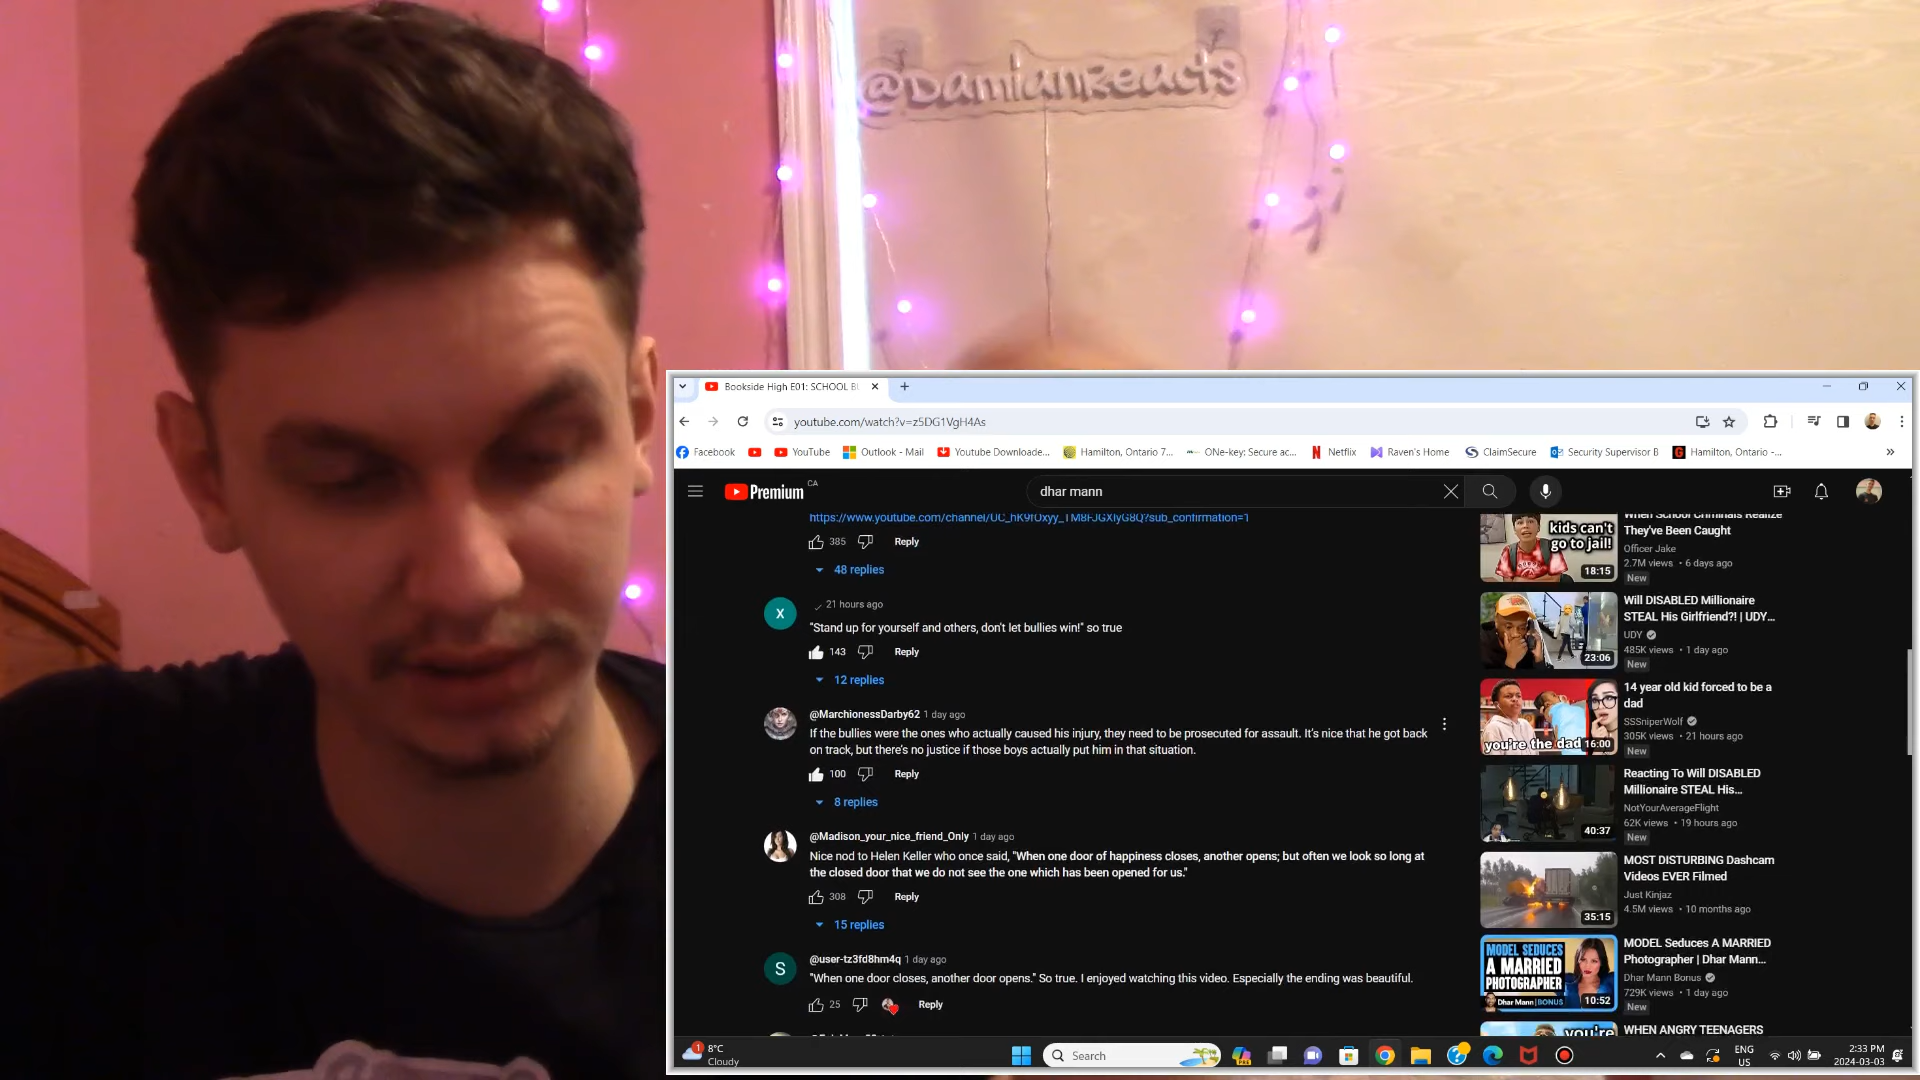 @DamianReacts
Bookside High E01: SCHOOL BU
youtube.com/watch?v=z5DG1VgH4As
Facebook
YouTube
Outlook - Mail
Youtube Downloade...
Hamilton, Ontario 7...
ONe-key: Secure ac...
Netflix
Raven's Home
ClaimSecure
Security Supervisor B
Hamilton, Ontario -...
»
Premium CA
dhar mann
385 Reply
48 replies
X
21 hours ago
"Stand up for yourself and others, don't let bullies win!" so true
143 Reply
12 replies
@MarchionessDarby62 1 day ago
If the bullies were the ones who actually caused his injury, they need to be prosecuted for assault. It's nice that he got back
on track, but there's no justice if those boys actually put him in that situation.
100 Reply
8 replies
@Madison_your_nice_friend_Only 1 day ago
Nice nod to Helen Keller who once said, "When one door of happiness closes, another opens; but often we look so long at
the closed door that we do not see the one which has been opened for us."
308 Reply
15 replies
S
@user-tz3fd8hm4q 1 day ago
"When one door closes, another door opens." So true. I enjoyed watching this video. Especially the ending was beautiful.
25 Reply
kids can't
go to jail!
18:15
When School Criminals Realize
They've Been Caught
Officer Jake
2.7M views • 6 days ago
New
23:06
Will DISABLED Millionaire
STEAL His Girlfriend?! | UDY...
UDY
485K views • 1 day ago
New
you're the dad
16:00
14 year old kid forced to be a
dad
SSSniperWolf
305K views • 21 hours ago
New
40:37
Reacting To Will DISABLED
Millionaire STEAL His...
NotYourAverageFlight
62K views • 19 hours ago
New
35:15
MOST DISTURBING Dashcam
Videos EVER Filmed
Just Kinjaz
4.5M views • 10 months ago
MODEL SEDUCES
A MARRIED
PHOTOGRAPHER
Dhar Mann BONUS
10:52
MODEL Seduces A MARRIED
Photographer | Dhar Mann...
Dhar Mann Bonus
729K views • 1 day ago
New
you're
WHEN ANGRY TEENAGERS
1
8°C
Cloudy
Search
ENG
US
2:33 PM
2024-03-03